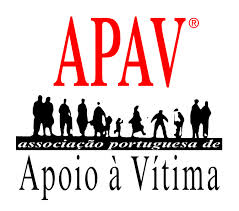 APAV®
associação portuguesa de
Apoio à Vítima